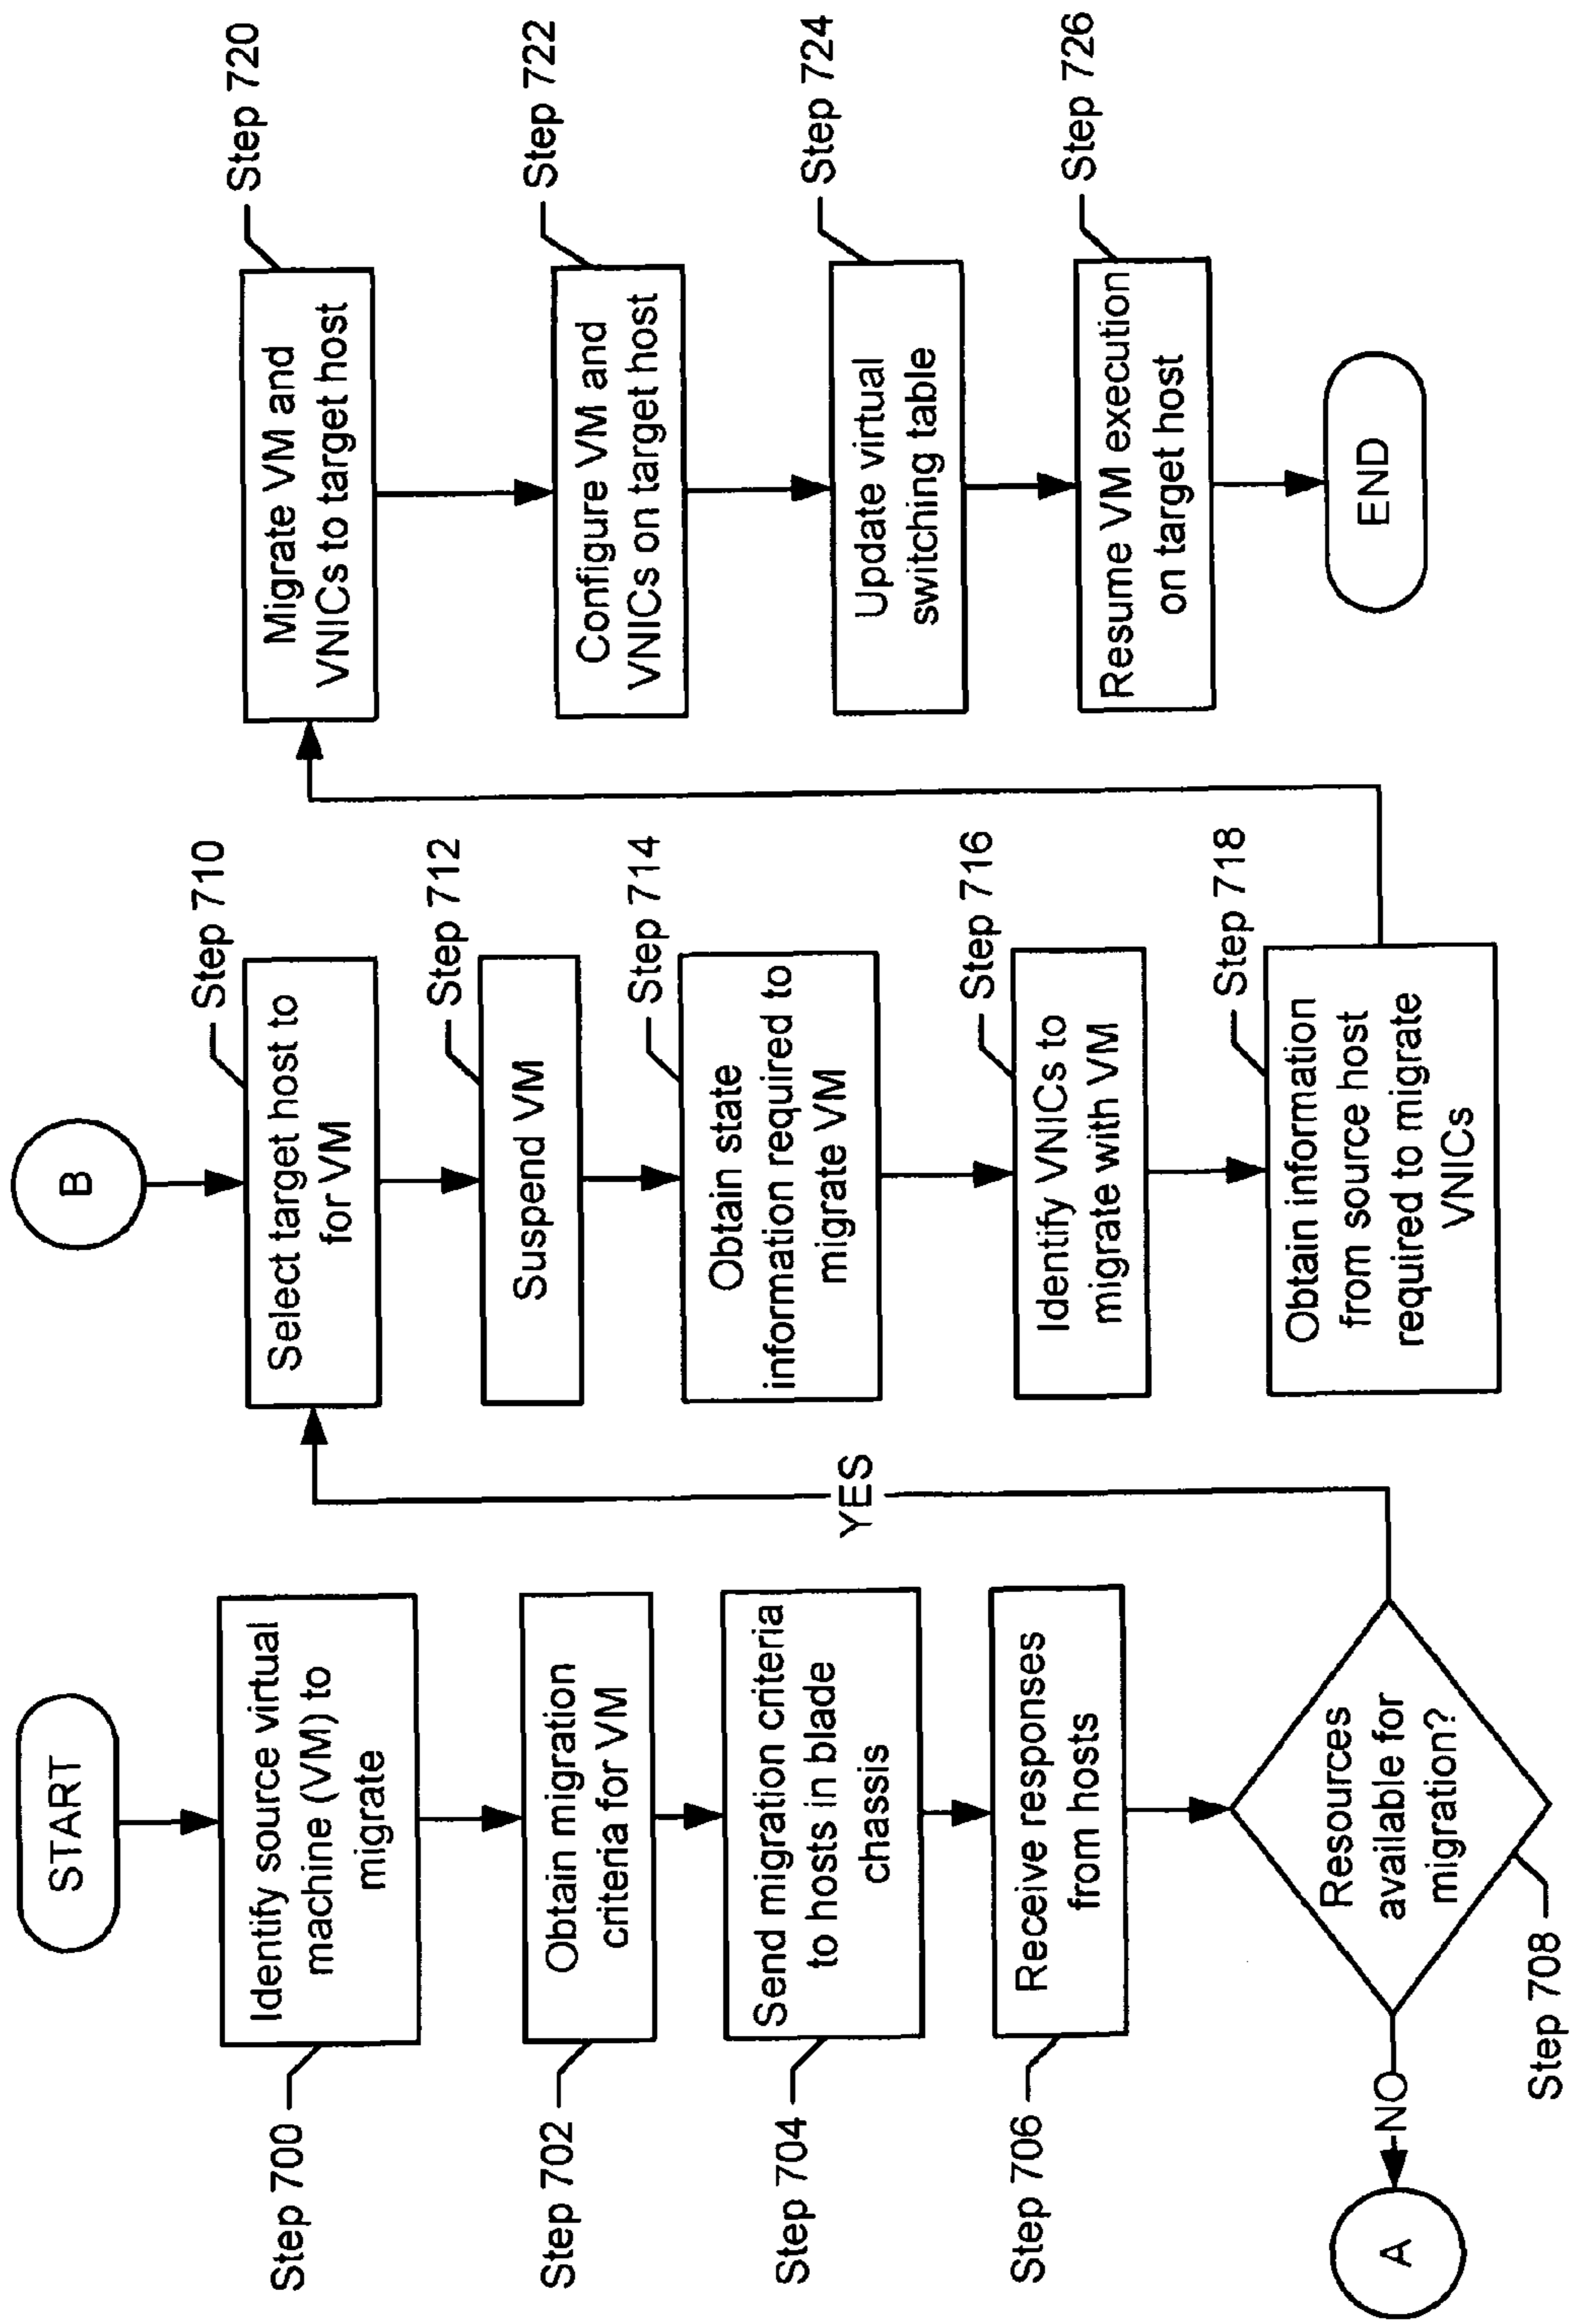 START
Step 700
Identify source virtual
machine (VM) to
migrate
Step 702
Obtain migration
criteria for VM
Step 704
Send migration criteria
to hosts in blade
chassis
Step 706
Receive responses
from hosts
Resources
available for
migration?
Step 708
NO
A
YES
B
Step 710
Select target host to
for VM
Step 712
Suspend VM
Step 714
Obtain state
information required to
migrate VM
Step 716
Identify VNICs to
migrate with VM
Step 718
Obtain information
from source host
required to migrate
VNICs
Step 720
Migrate VM and
VNICs to target host
Step 722
Configure VM and
VNICs on target host
Step 724
Update virtual
switching table
Step 726
Resume VM execution
on target host
END